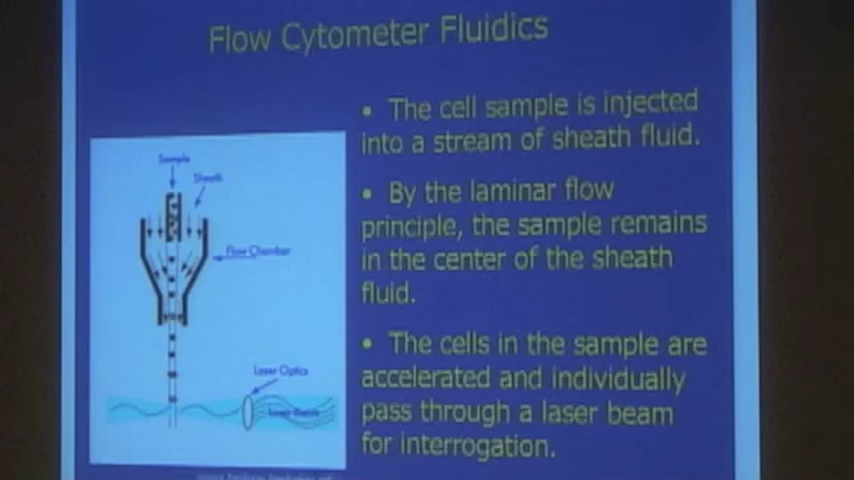 Flow Cytometer Fluidics
• The cell sample is injected
into a stream of sheath fluid.
• By the laminar flow
principle, the sample remains
in the center of the sheath
fluid.
• The cells in the sample are
accelerated and individually
pass through a laser beam
for interrogation.
Sample
Sheath
Flow Chamber
Laser Optics
Laser Beam